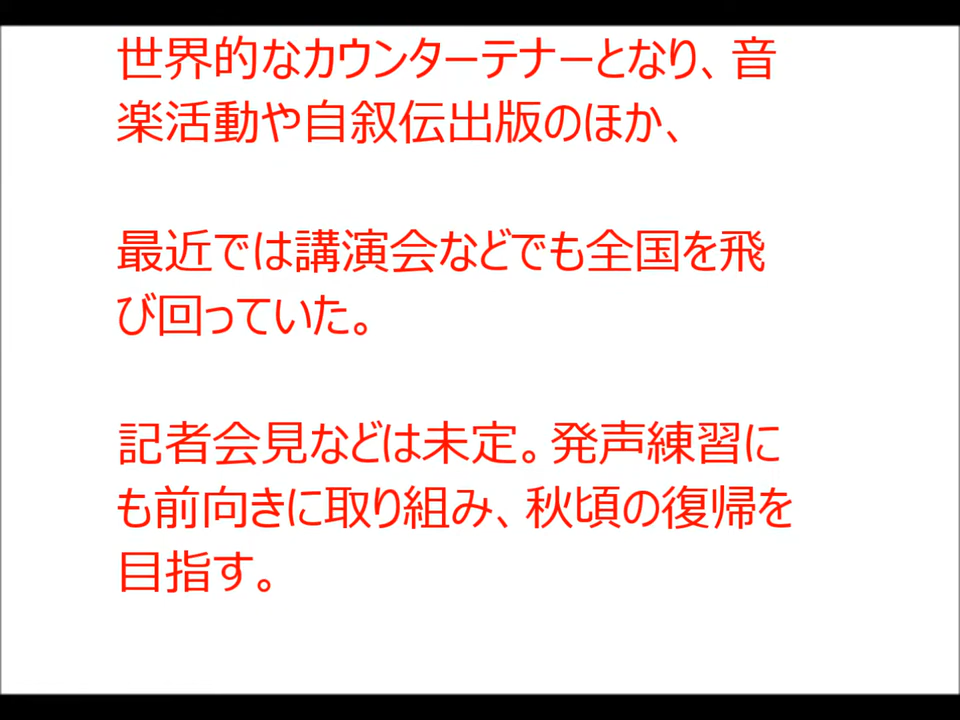 世界的なカウンターテナーとなり、音
楽活動や自叙伝出版のほか、
最近では講演会などでも全国を飛
び回っていた。
記者会見などは未定。発声練習に
も前向きに取り組み、秋頃の復帰を
目指す。